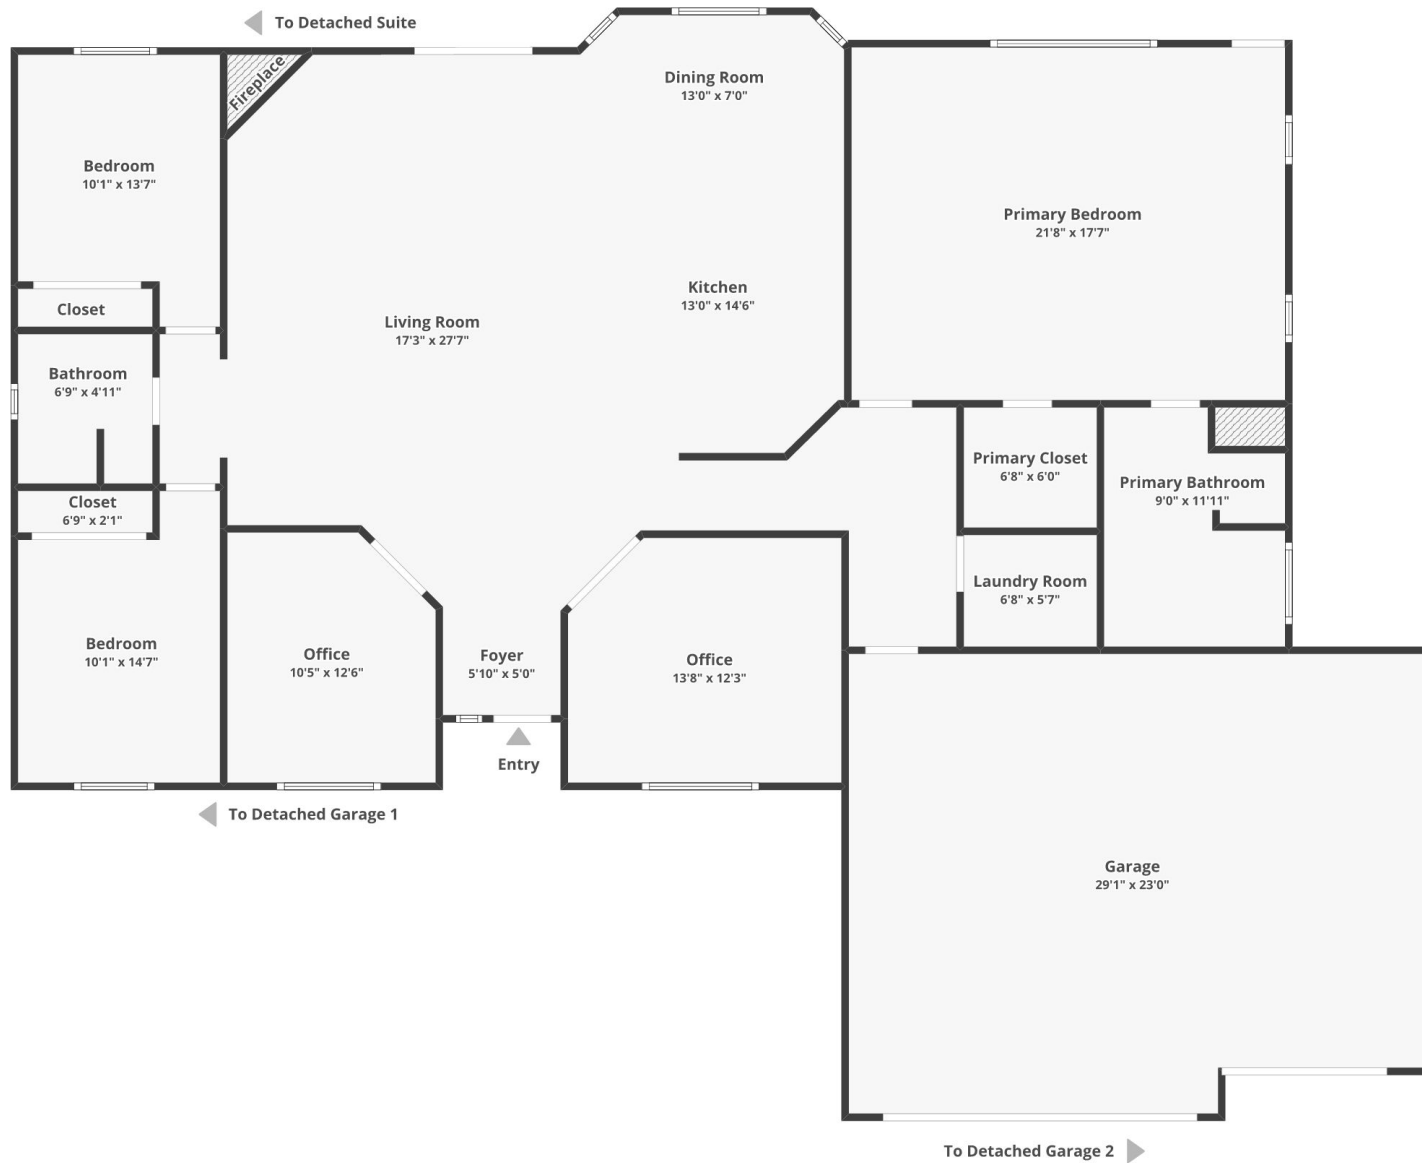 To Detached Suite
Fireplace
Dining Room
13'0" x 7'0"
Bedroom
10'1" x 13'7"
Primary Bedroom
21'8" x 17'7"
Kitchen
13'0" x 14'6"
Closet
Living Room
17'3" x 27'7"
Bathroom
6'9" x 4'11"
Primary Closet
6'8" x 6'0"
Primary Bathroom
9'0" x 11'11"
Closet
6'9" x 2'1"
Laundry Room
6'8" x 5'7"
Bedroom
10'1" x 14'7"
Office
10'5" x 12'6"
Foyer
5'10" x 5'0"
Office
13'8" x 12'3"
Entry
To Detached Garage 1
Garage
29'1" x 23'0"
To Detached Garage 2